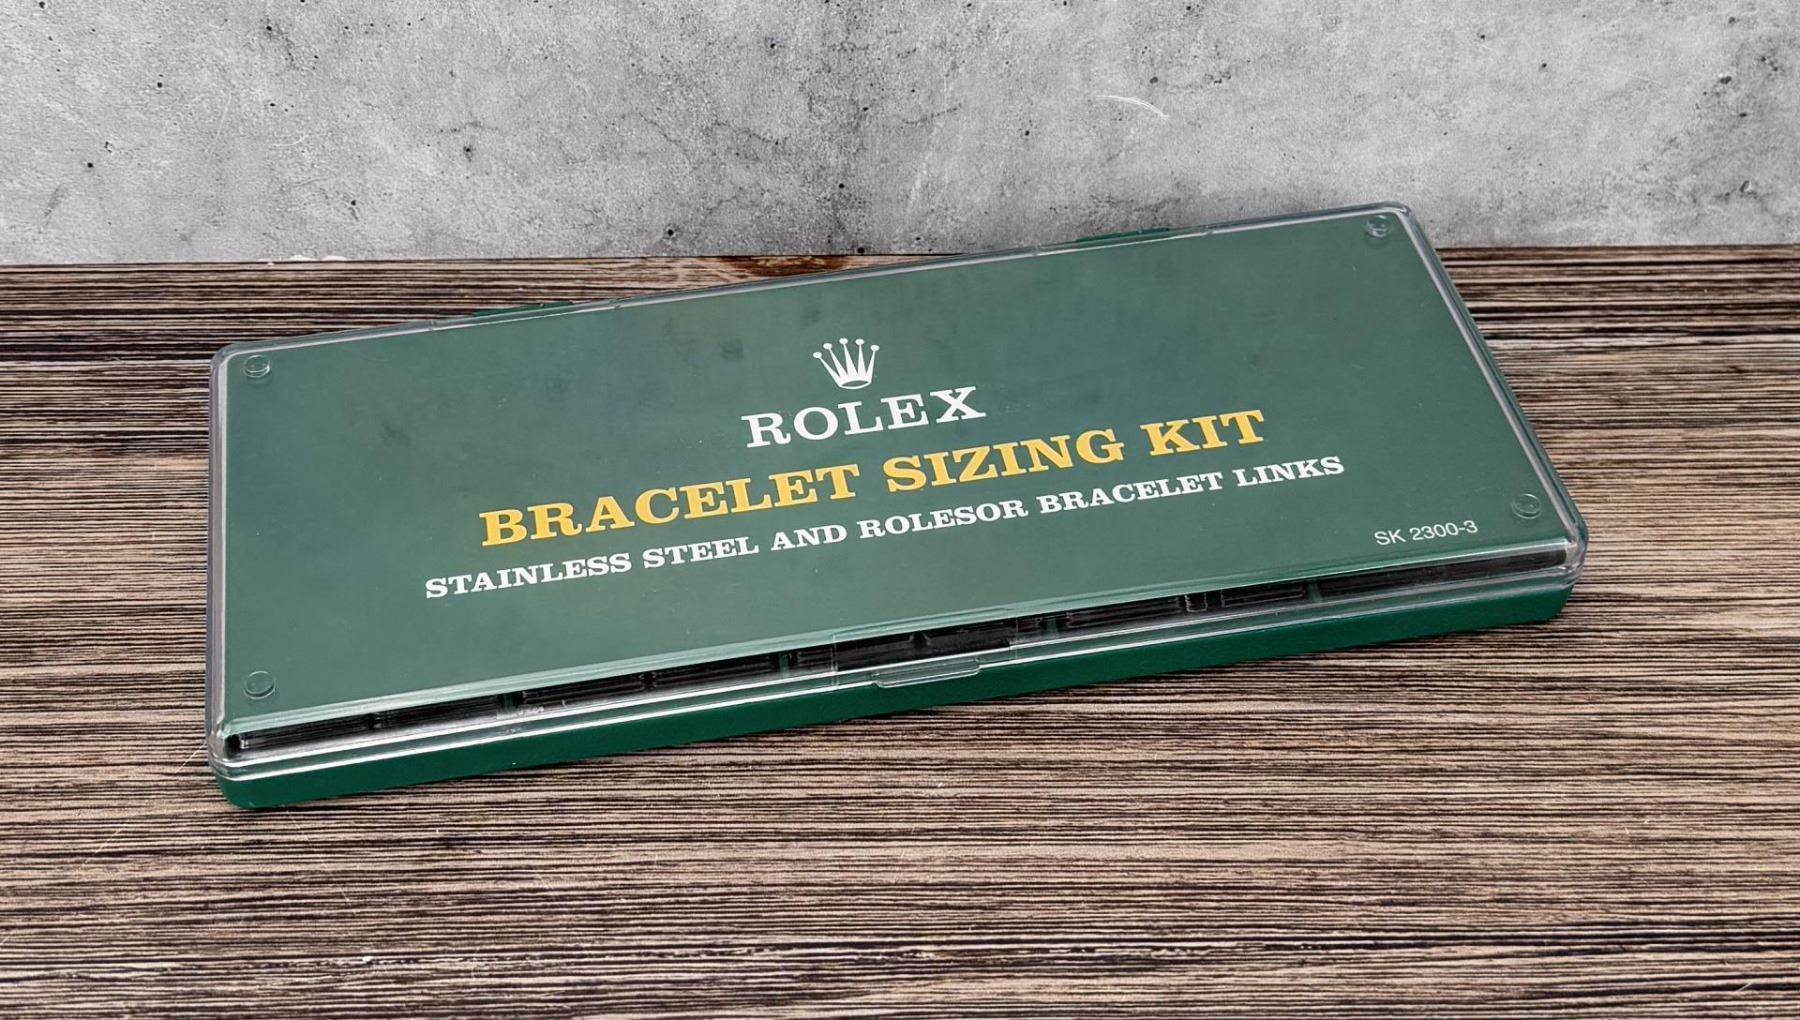 ROLEX
BRACELET SIZING KIT
STAINLESS STEEL AND ROLESOR BRACELET LINKS
SK 2300-3